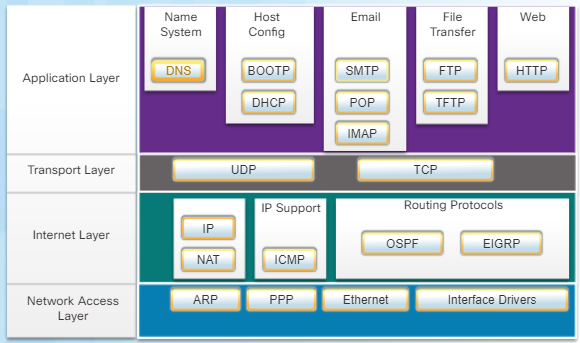 Name System
Host Config
Email
File Transfer
Web
Application Layer
DNS
BOOTP
SMTP
FTP
HTTP
DHCP
POP
TFTP
IMAP
Transport Layer
UDP
TCP
Internet Layer
IP Support
Routing Protocols
IP
OSPF
EIGRP
NAT
ICMP
Network Access Layer
ARP
PPP
Ethernet
Interface Drivers